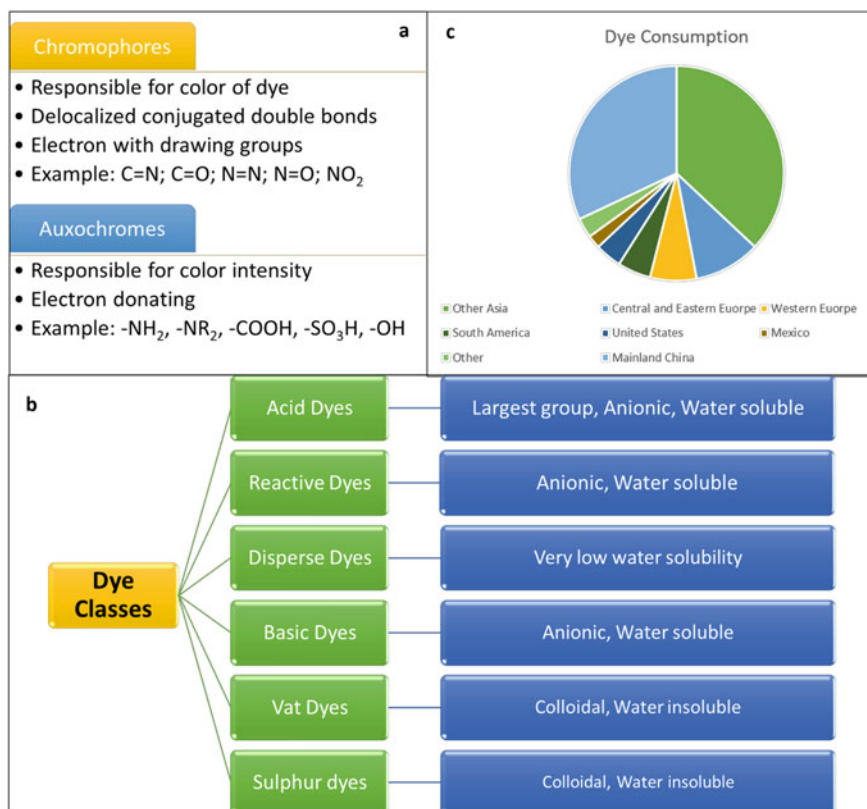 a
Chromophores
• Responsible for color of dye
• Delocalized conjugated double bonds
• Electron with drawing groups
• Example: C=N; C=O; N=N; N=O; NO₂
Auxochromes
• Responsible for color intensity
• Electron donating
• Example: -NH₂, -NR₂, -COOH, -SO₃H, -OH
c
Dye Consumption
Other Asia
Central and Eastern Euorpe
Western Euorpe
South America
United States
Mexico
Other
Mainland China
b
Dye
Classes
Acid Dyes
Largest group, Anionic, Water soluble
Reactive Dyes
Anionic, Water soluble
Disperse Dyes
Very low water solubility
Basic Dyes
Anionic, Water soluble
Vat Dyes
Colloidal, Water insoluble
Sulphur dyes
Colloidal, Water insoluble